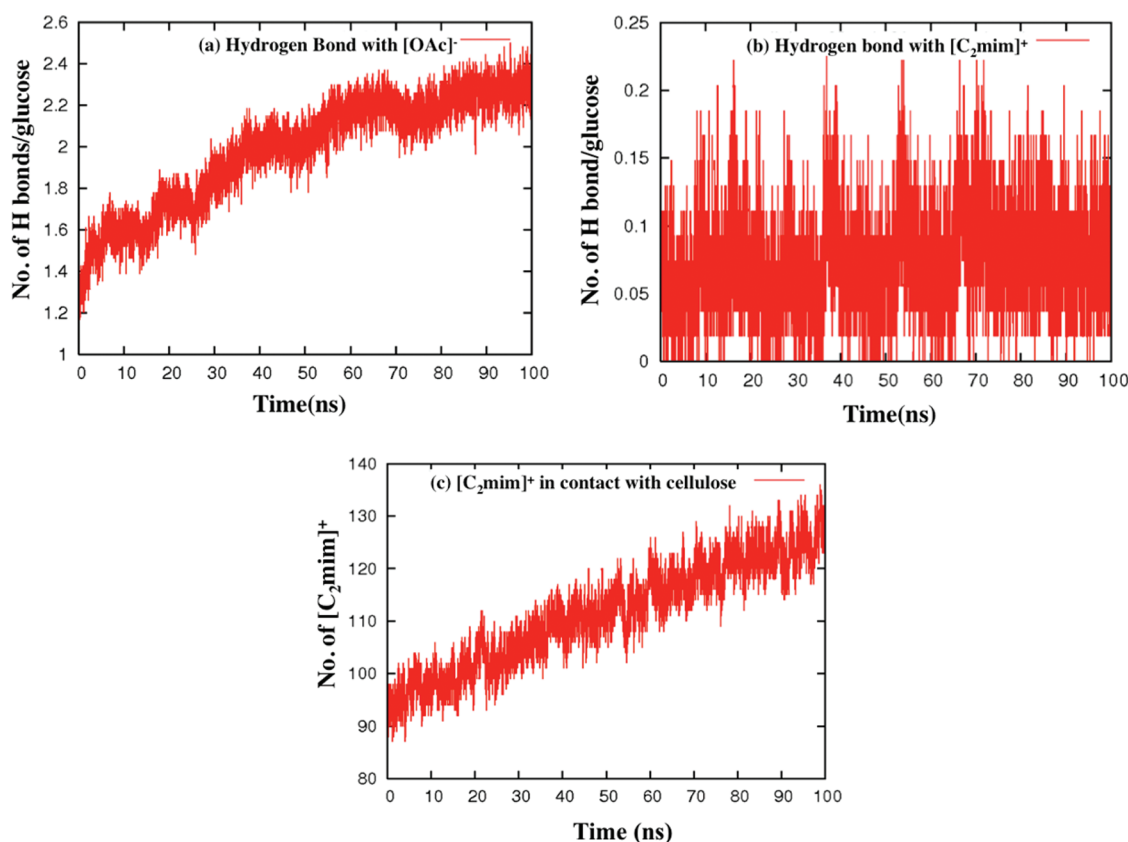 (a) Hydrogen Bond with [OAc]⁻
No. of H bonds/glucose
2.6
2.4
2.2
2
1.8
1.6
1.4
1.2
1
0 10 20 30 40 50 60 70 80 90 100
Time(ns)
(b) Hydrogen bond with [C₂mim]⁺
No. of H bond/glucose
0.25
0.2
0.15
0.1
0.05
0
0 10 20 30 40 50 60 70 80 90 100
Time(ns)
(c) [C₂mim]⁺ in contact with cellulose
No. of [C₂mim]⁺
140
130
120
110
100
90
80
0 10 20 30 40 50 60 70 80 90 100
Time (ns)